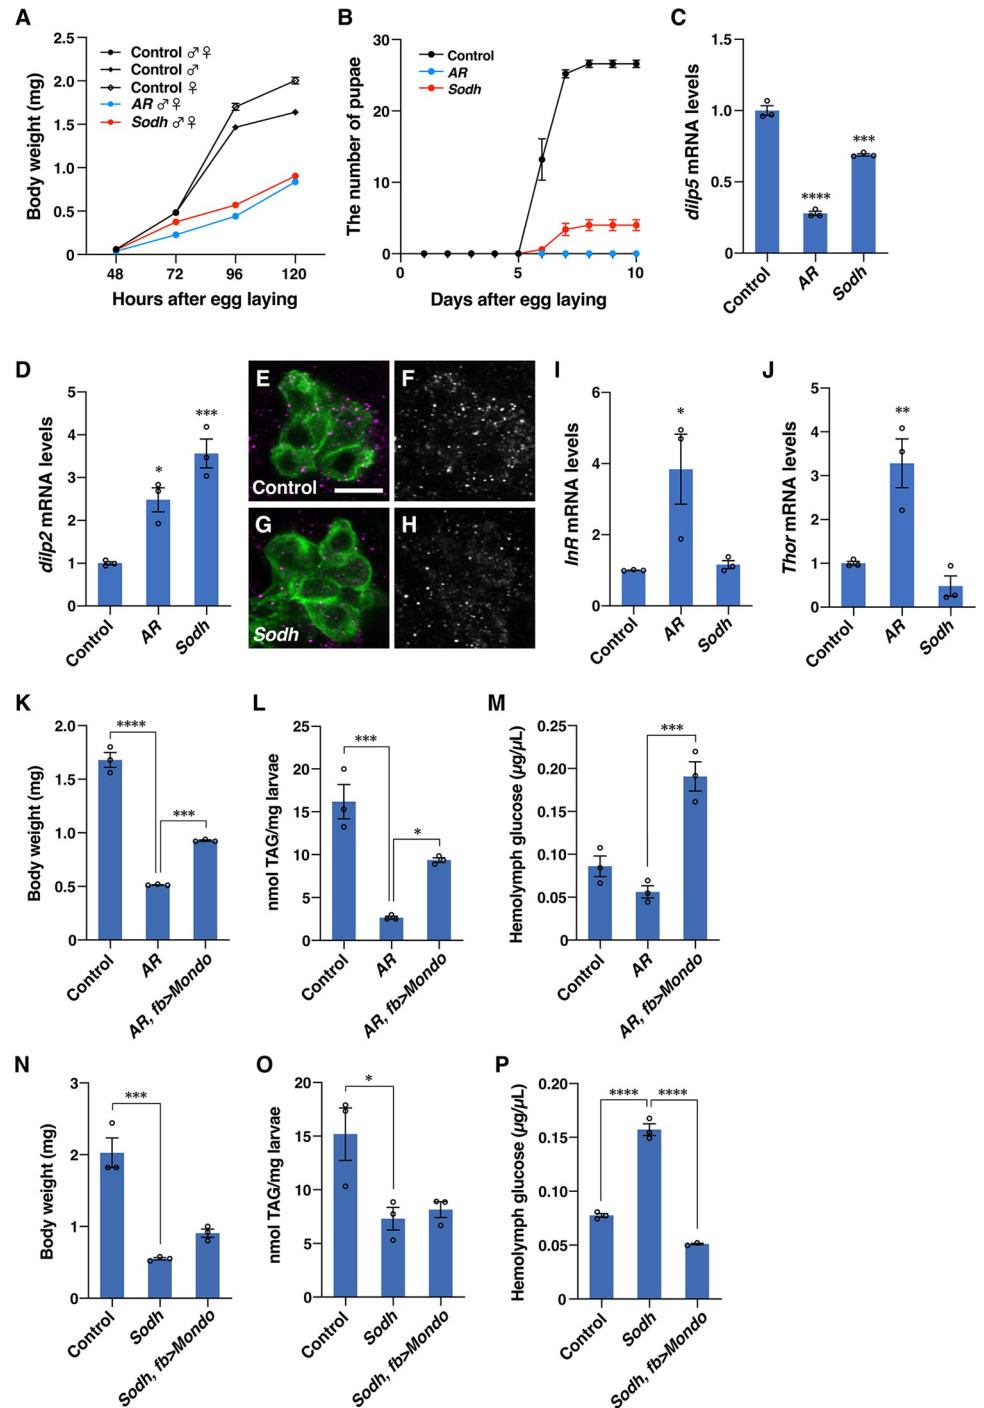 A
2.5
2.0
1.5
1.0
0.5
0
Body weight (mg)
Control ♂♀
Control ♂
Control ♀
AR ♂♀
Sodh ♂♀
48 72 96 120
Hours after egg laying
B
30
20
10
0
The number of pupae
Control
AR
Sodh
0 5 10
Days after egg laying
C
1.5
1.0
0.5
0
dilp5 mRNA levels
****
***
Control AR Sodh
D
5
4
3
2
1
0
dilp2 mRNA levels
*
***
Control AR Sodh
E
Control
F
G
Sodh
H
I
6
4
2
0
InR mRNA levels
*
Control AR Sodh
J
5
4
3
2
1
0
Thor mRNA levels
**
Control AR Sodh
K
2.0
1.5
1.0
0.5
0
Body weight (mg)
****
***
Control AR AR, fb>Mondo
L
25
20
15
10
5
0
nmol TAG/mg larvae
***
*
Control AR AR, fb>Mondo
M
0.25
0.20
0.15
0.10
0.05
0
Hemolymph glucose (µg/µL)
***
Control AR AR, fb>Mondo
N
3
2
1
0
Body weight (mg)
***
Control Sodh Sodh, fb>Mondo
O
20
15
10
5
0
nmol TAG/mg larvae
*
Control Sodh Sodh, fb>Mondo
P
0.20
0.15
0.10
0.05
0
Hemolymph glucose (µg/µL)
**** ****
Control Sodh Sodh, fb>Mondo